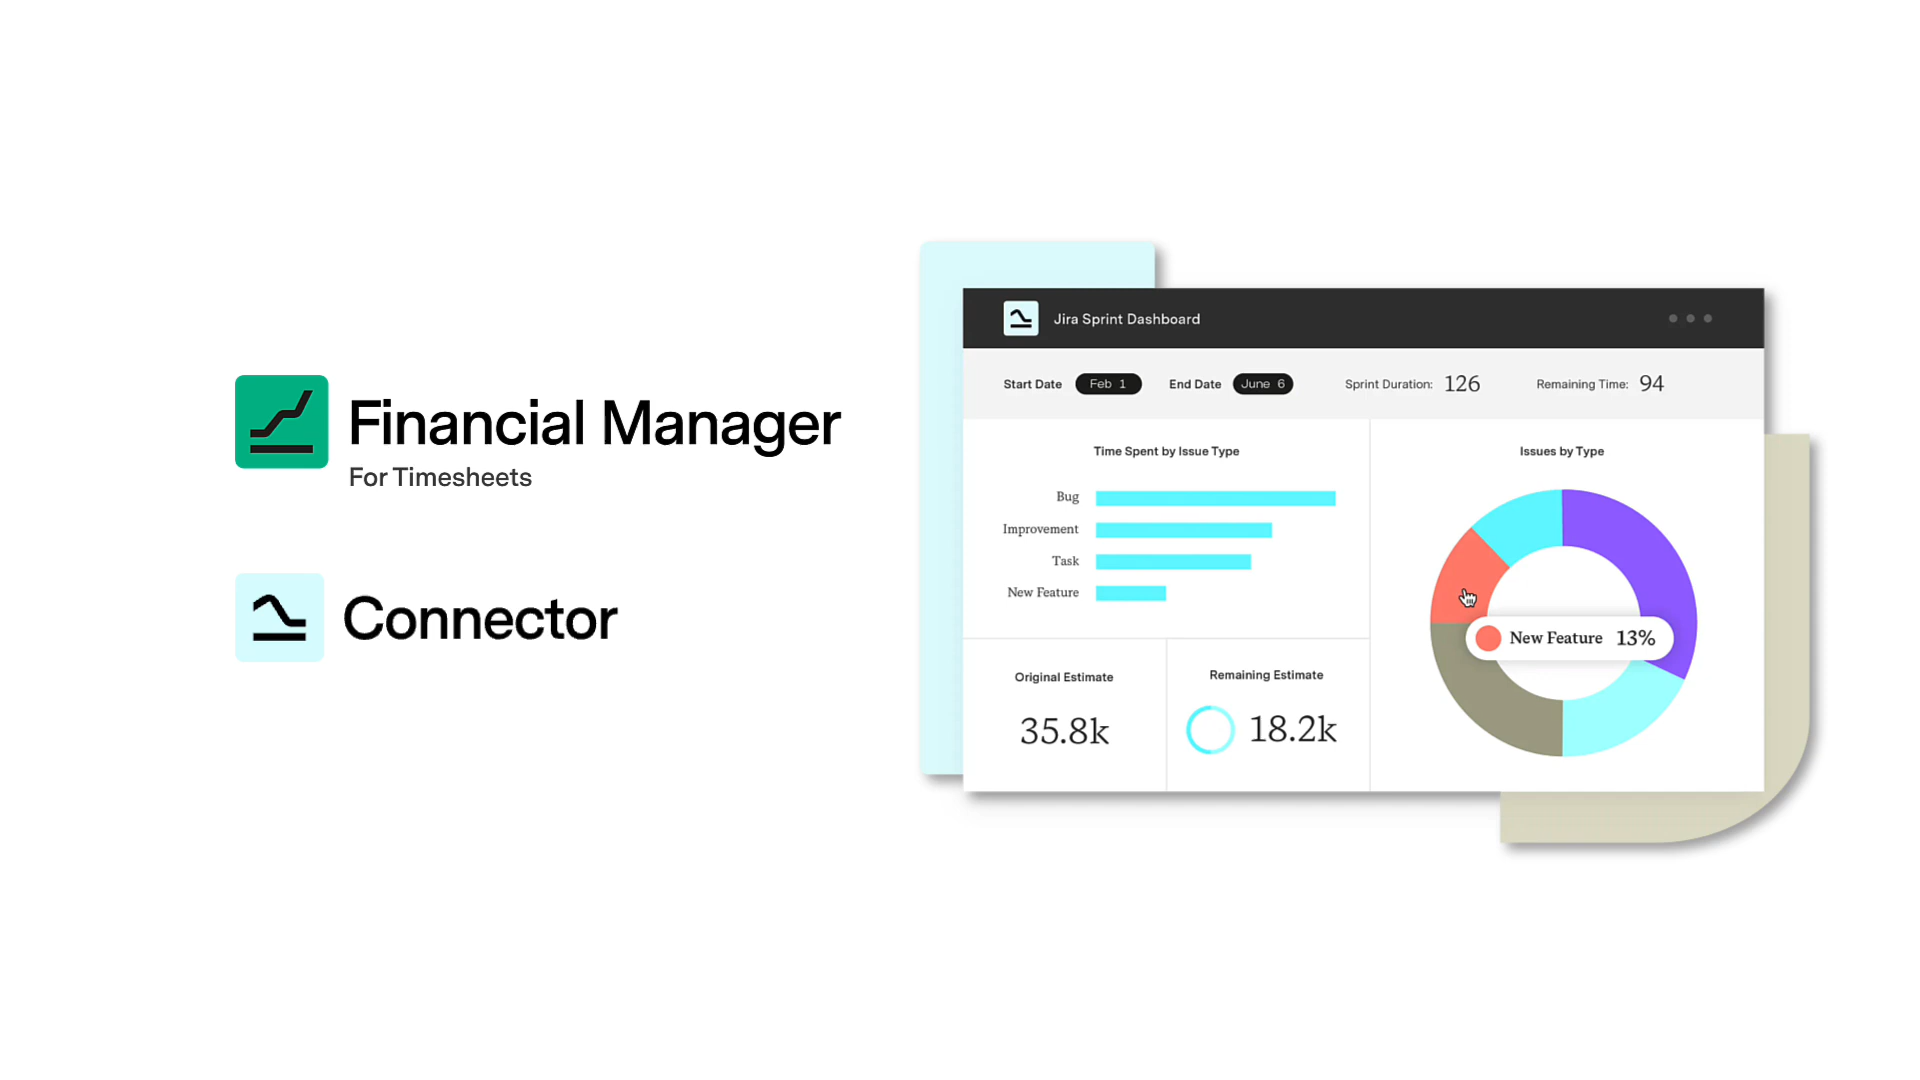 Financial Manager
For Timesheets
Connector
Jira Sprint Dashboard
Start Date Feb 1 End Date June 6 Sprint Duration: 126 Remaining Time: 94
Time Spent by Issue Type
Bug
Improvement
Task
New Feature
Original Estimate
35.8k
Remaining Estimate
18.2k
Issues by Type
New Feature 13%